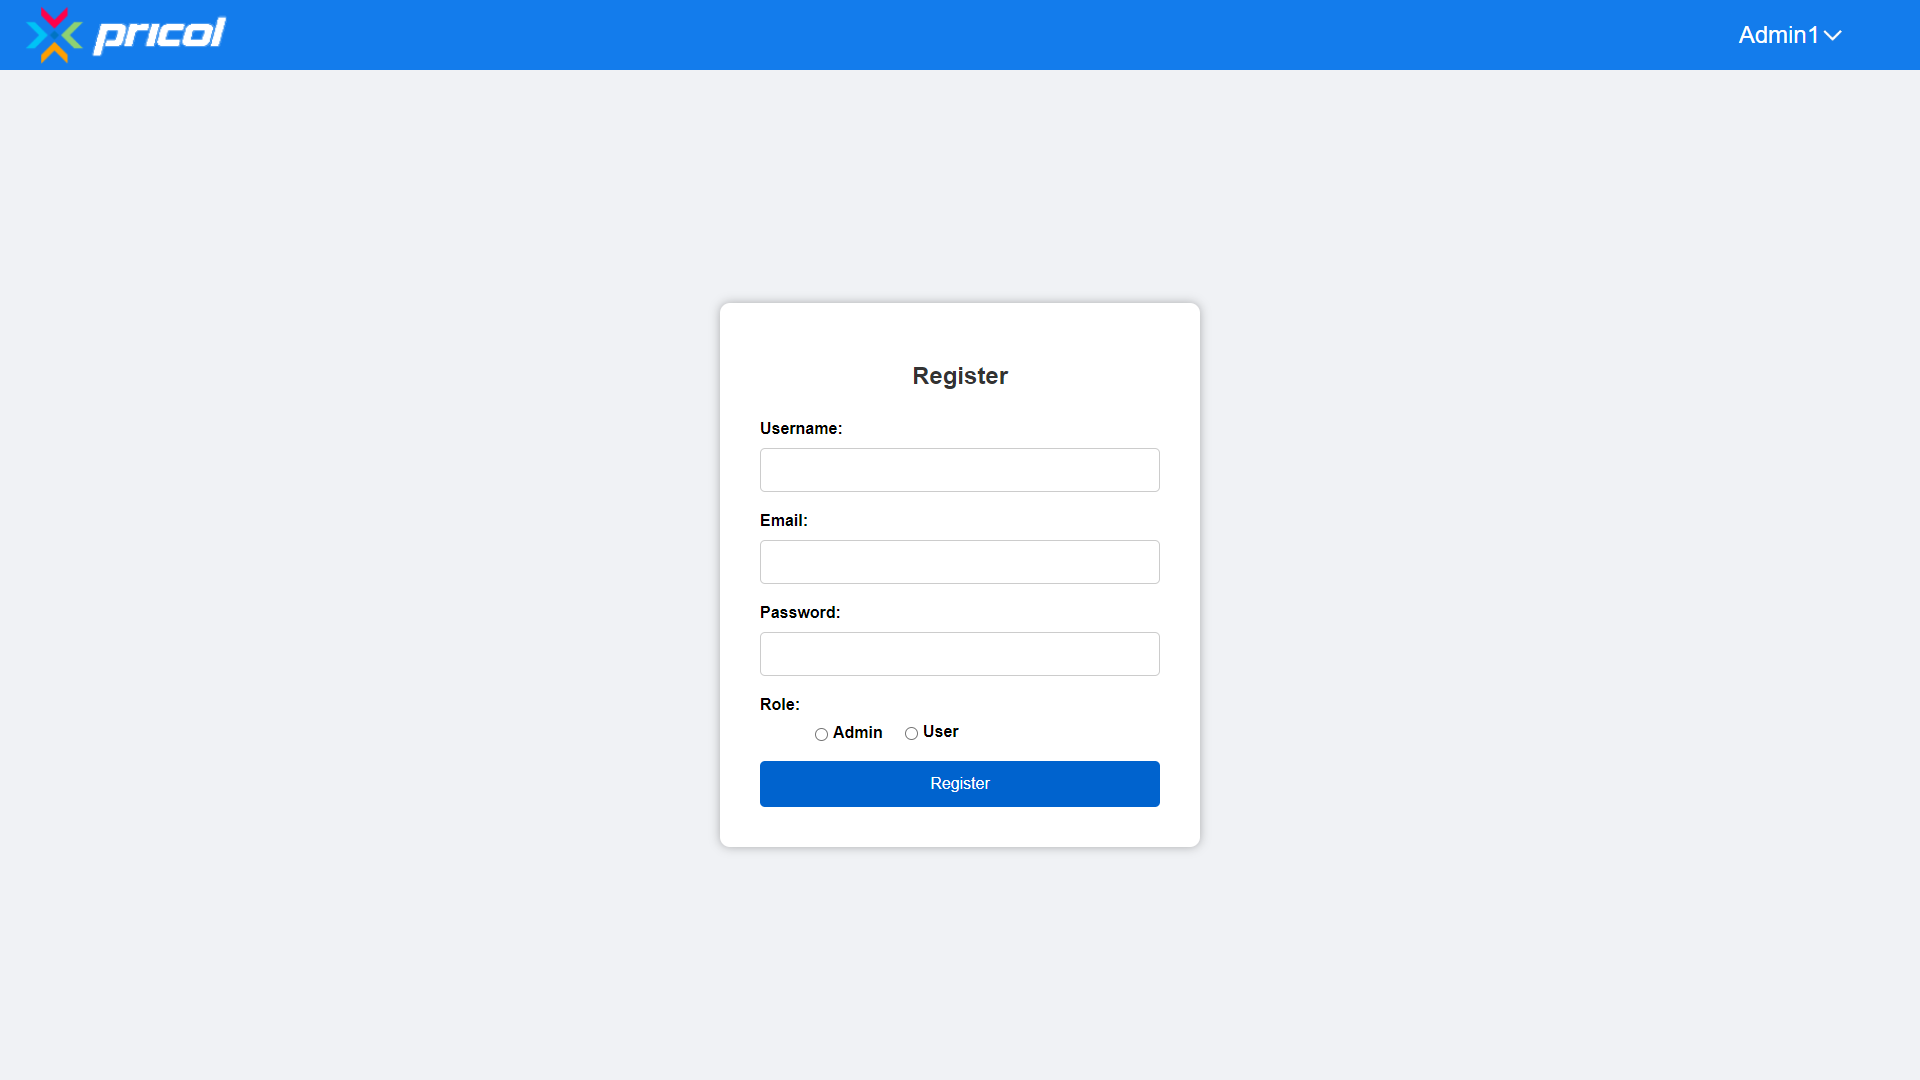 pricol
Admin1
Register
Username:
Email:
Password:
Role:
Admin User
Register